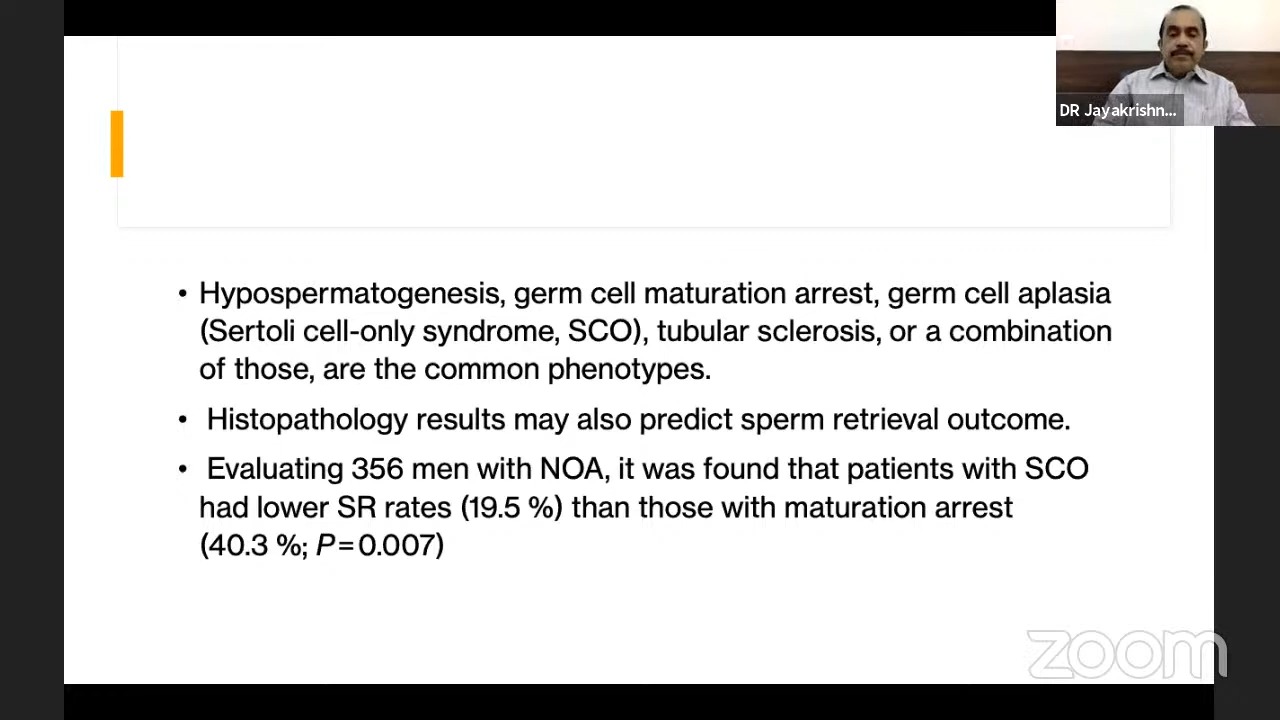 DR Jayakrishn...
• Hypospermatogenesis, germ cell maturation arrest, germ cell aplasia
(Sertoli cell-only syndrome, SCO), tubular sclerosis, or a combination
of those, are the common phenotypes.
• Histopathology results may also predict sperm retrieval outcome.
• Evaluating 356 men with NOA, it was found that patients with SCO
had lower SR rates (19.5 %) than those with maturation arrest
(40.3 %; P=0.007)
zoom